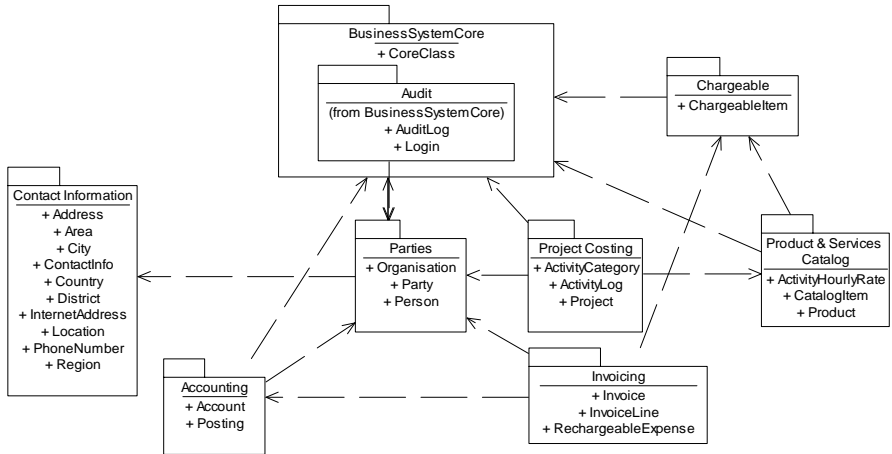 BusinessSystemCore
+ CoreClass
Audit
(from BusinessSystemCore)
+ AuditLog
+ Login
Chargeable
+ ChargeableItem
Contact Information
+ Address
+ Area
+ City
+ ContactInfo
+ Country
+ District
+ InternetAddress
+ Location
+ PhoneNumber
+ Region
Parties
+ Organisation
+ Party
+ Person
Project Costing
+ ActivityCategory
+ ActivityLog
+ Project
Product & Services
Catalog
+ ActivityHourlyRate
+ CatalogItem
+ Product
Accounting
+ Account
+ Posting
Invoicing
+ Invoice
+ InvoiceLine
+ RechargeableExpense